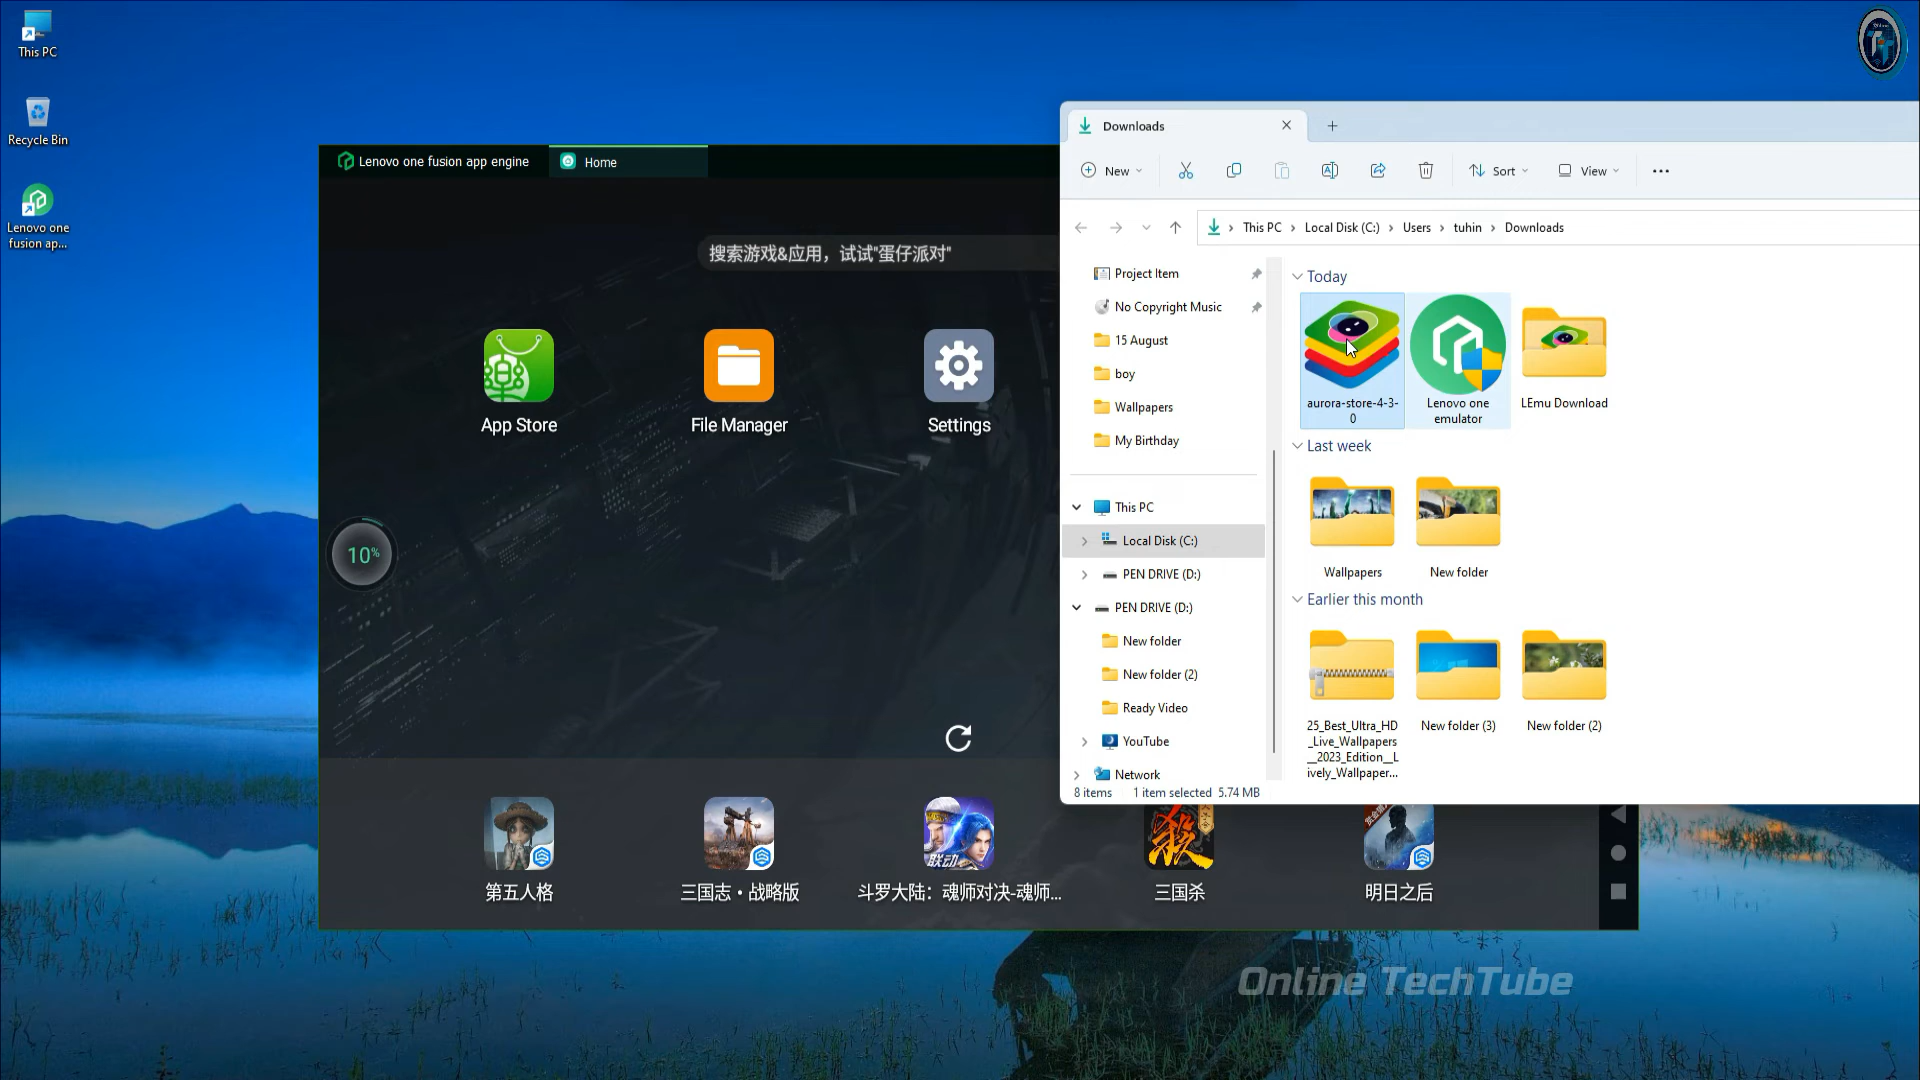 This PC
Recycle Bin
Lenovo one
fusion ap...
Lenovo one fusion app engine
Home
搜索游戏&应用，试试"蛋仔派对"
App Store
File Manager
Settings
10%
第五人格
三国志・战略版
斗罗大陆：魂师对决-魂师...
三国杀
明日之后
Downloads
New
Sort
View
This PC
Local Disk (C:)
Users
tuhin
Downloads
Project Item
No Copyright Music
15 August
boy
Wallpapers
My Birthday
This PC
Local Disk (C:)
PEN DRIVE (D:)
PEN DRIVE (D:)
New folder
New folder (2)
Ready Video
YouTube
Network
8 items
1 item selected 5.74 MB
Today
aurora-store-4-3-
0
Lenovo one
emulator
LEmu Download
Last week
Wallpapers
New folder
Earlier this month
25_Best_Ultra_HD
_Live_Wallpapers
__2023_Edition__L
ively_Wallpaper...
New folder (3)
New folder (2)
联动
杀
Online TechTube